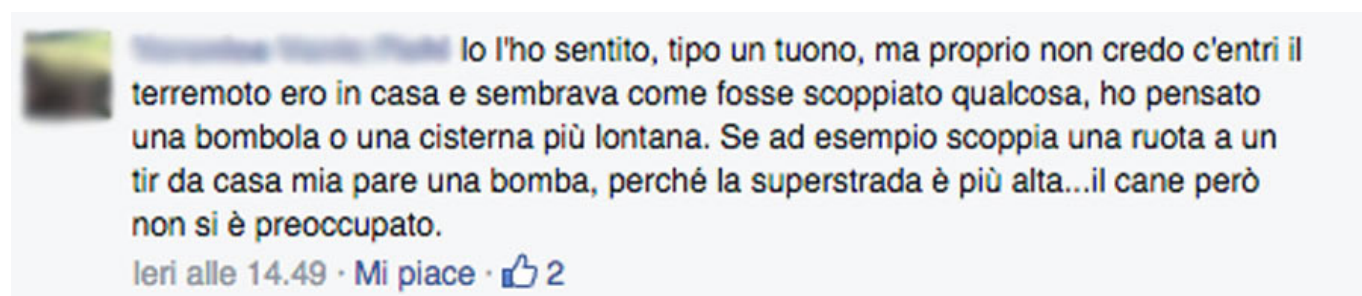 Io l'ho sentito, tipo un tuono, ma proprio non credo c'entri il
terremoto ero in casa e sembrava come fosse scoppiato qualcosa, ho pensato
una bombola o una cisterna più lontana. Se ad esempio scoppia una ruota a un
tir da casa mia pare una bomba, perché la superstrada è più alta...il cane però
non si è preoccupato.
Ieri alle 14.49 · Mi piace · 2